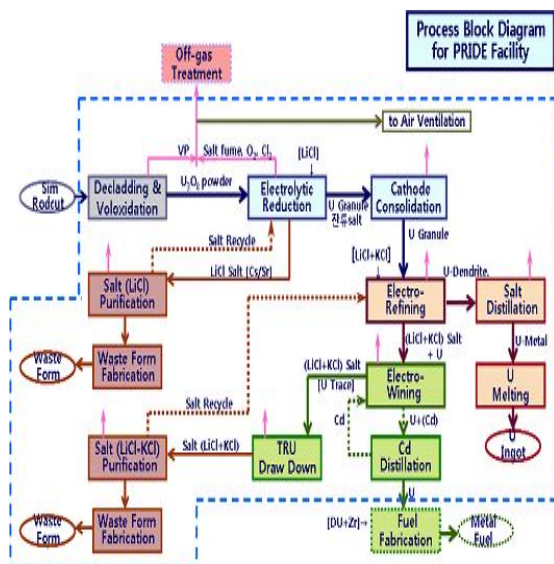 Process Block Diagram
for PRIDE Facility
Off-gas
Treatment
to Air Ventilation
VP
Salt fume, O₂, Cl₂
[LiCl]
Sim
Rodcut
Decladding &
Voloxidation
U₃O₈ powder
Electrolytic
Reduction
U Granule
잔류salt
Cathode
Consolidation
Salt Recycle
LiCl Salt [Cs/Sr]
U Granule
[LiCl+KCl]
Salt (LiCl)
Purification
Electro-
Refining
U-Dendrite.
Salt
Distillation
Waste
Form
Waste Form
Fabrication
(LiCl+KCl) Salt
+ U
U-Metal
(LiCl+KCl) Salt
[U Trace]
Electro-
Wining
U
Melting
Salt Recycle
Cd
U+(Cd)
Salt (LiCl-KCl)
Purification
Salt (LiCl+KCl)
TRU
Draw Down
Cd
Distillation
U
Ingot
U
Waste
Form
Waste Form
Fabrication
[DU+Zr]→
Fuel
Fabrication
Metal
Fuel